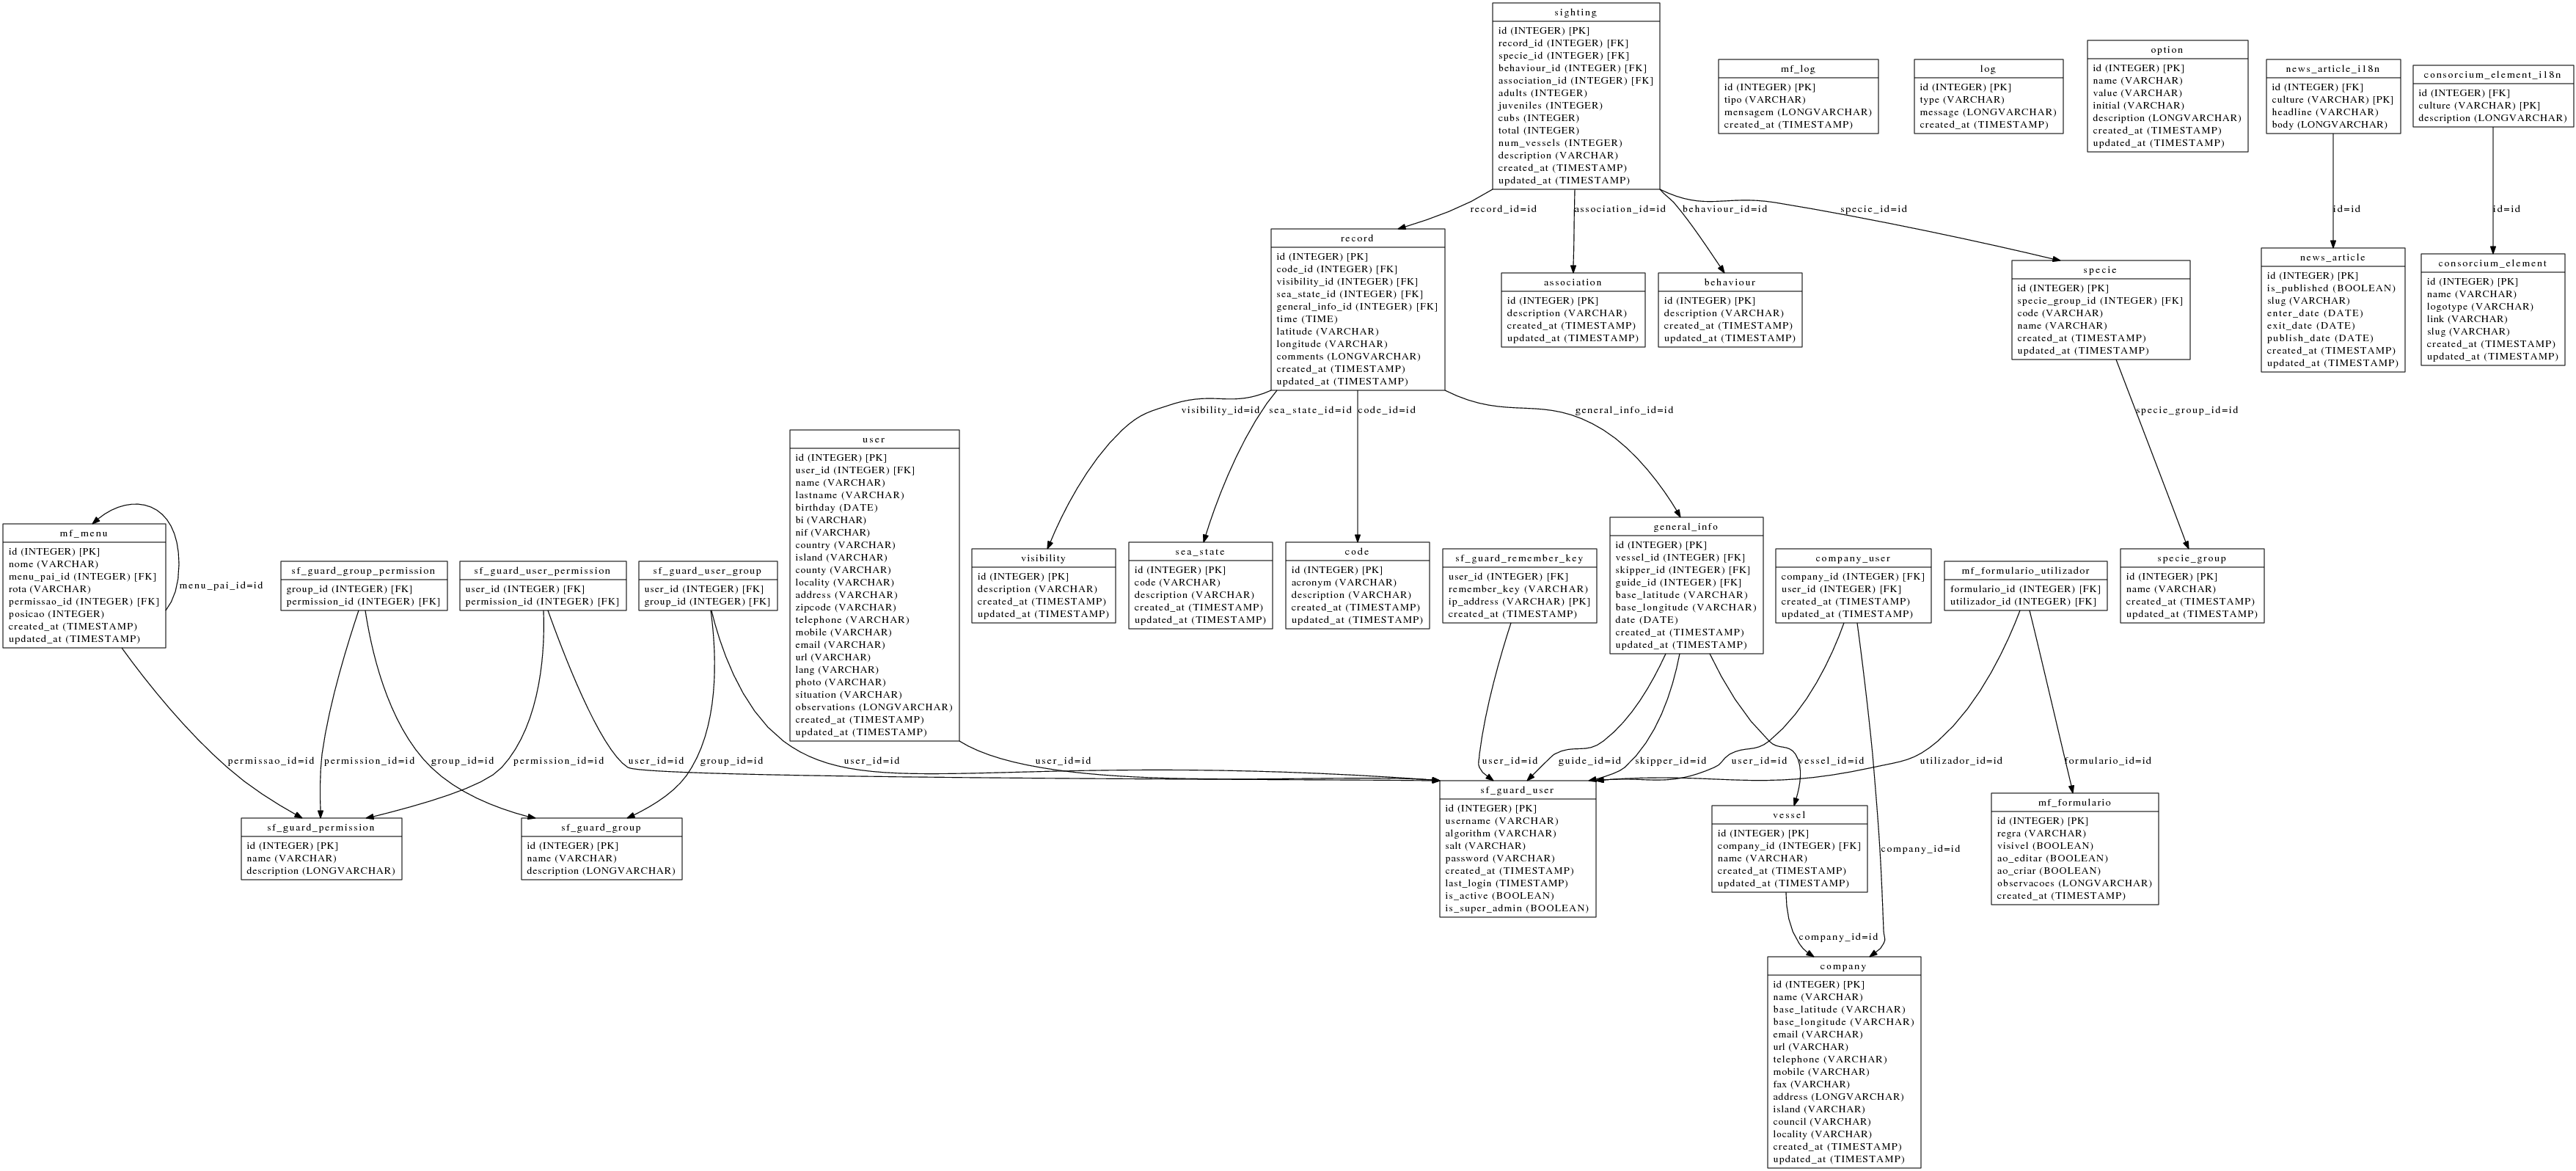 sighting
id (INTEGER) [PK]
record_id (INTEGER) [FK]
specie_id (INTEGER) [FK]
behaviour_id (INTEGER) [FK]
association_id (INTEGER) [FK]
adults (INTEGER)
juveniles (INTEGER)
cubs (INTEGER)
total (INTEGER)
num_vessels (INTEGER)
description (VARCHAR)
created_at (TIMESTAMP)
updated_at (TIMESTAMP)
mf_log
id (INTEGER) [PK]
tipo (VARCHAR)
mensagem (LONGVARCHAR)
created_at (TIMESTAMP)
log
id (INTEGER) [PK]
type (VARCHAR)
message (LONGVARCHAR)
created_at (TIMESTAMP)
option
id (INTEGER) [PK]
name (VARCHAR)
value (VARCHAR)
initial (VARCHAR)
description (LONGVARCHAR)
created_at (TIMESTAMP)
updated_at (TIMESTAMP)
news_article_i18n
id (INTEGER) [FK]
culture (VARCHAR) [PK]
headline (VARCHAR)
body (LONGVARCHAR)
consorcium_element_i18n
id (INTEGER) [FK]
culture (VARCHAR) [PK]
description (LONGVARCHAR)
record_id=id
association_id=id
behaviour_id=id
specie_id=id
id=id
id=id
record
id (INTEGER) [PK]
code_id (INTEGER) [FK]
visibility_id (INTEGER) [FK]
sea_state_id (INTEGER) [FK]
general_info_id (INTEGER) [FK]
time (TIME)
latitude (VARCHAR)
longitude (VARCHAR)
comments (LONGVARCHAR)
created_at (TIMESTAMP)
updated_at (TIMESTAMP)
association
id (INTEGER) [PK]
description (VARCHAR)
created_at (TIMESTAMP)
updated_at (TIMESTAMP)
behaviour
id (INTEGER) [PK]
description (VARCHAR)
created_at (TIMESTAMP)
updated_at (TIMESTAMP)
specie
id (INTEGER) [PK]
specie_group_id (INTEGER) [FK]
code (VARCHAR)
name (VARCHAR)
created_at (TIMESTAMP)
updated_at (TIMESTAMP)
news_article
id (INTEGER) [PK]
is_published (BOOLEAN)
slug (VARCHAR)
enter_date (DATE)
exit_date (DATE)
publish_date (DATE)
created_at (TIMESTAMP)
updated_at (TIMESTAMP)
consorcium_element
id (INTEGER) [PK]
name (VARCHAR)
logotype (VARCHAR)
link (VARCHAR)
slug (VARCHAR)
created_at (TIMESTAMP)
updated_at (TIMESTAMP)
visibility_id=id
sea_state_id=id
code_id=id
general_info_id=id
specie_group_id=id
mf_menu
id (INTEGER) [PK]
nome (VARCHAR)
menu_pai_id (INTEGER) [FK]
rota (VARCHAR)
permissao_id (INTEGER) [FK]
posicao (INTEGER)
created_at (TIMESTAMP)
updated_at (TIMESTAMP)
menu_pai_id=id
sf_guard_group_permission
group_id (INTEGER) [FK]
permission_id (INTEGER) [FK]
sf_guard_user_permission
user_id (INTEGER) [FK]
permission_id (INTEGER) [FK]
sf_guard_user_group
user_id (INTEGER) [FK]
group_id (INTEGER) [FK]
user
id (INTEGER) [PK]
user_id (INTEGER) [FK]
name (VARCHAR)
lastname (VARCHAR)
birthday (DATE)
bi (VARCHAR)
nif (VARCHAR)
country (VARCHAR)
island (VARCHAR)
county (VARCHAR)
locality (VARCHAR)
address (VARCHAR)
zipcode (VARCHAR)
telephone (VARCHAR)
mobile (VARCHAR)
email (VARCHAR)
url (VARCHAR)
lang (VARCHAR)
photo (VARCHAR)
situation (VARCHAR)
observations (LONGVARCHAR)
created_at (TIMESTAMP)
updated_at (TIMESTAMP)
visibility
id (INTEGER) [PK]
description (VARCHAR)
created_at (TIMESTAMP)
updated_at (TIMESTAMP)
sea_state
id (INTEGER) [PK]
code (VARCHAR)
description (VARCHAR)
created_at (TIMESTAMP)
updated_at (TIMESTAMP)
code
id (INTEGER) [PK]
acronym (VARCHAR)
description (VARCHAR)
created_at (TIMESTAMP)
updated_at (TIMESTAMP)
sf_guard_remember_key
user_id (INTEGER) [FK]
remember_key (VARCHAR)
ip_address (VARCHAR) [PK]
created_at (TIMESTAMP)
general_info
id (INTEGER) [PK]
vessel_id (INTEGER) [FK]
skipper_id (INTEGER) [FK]
guide_id (INTEGER) [FK]
base_latitude (VARCHAR)
base_longitude (VARCHAR)
date (DATE)
created_at (TIMESTAMP)
updated_at (TIMESTAMP)
company_user
company_id (INTEGER) [FK]
user_id (INTEGER) [FK]
created_at (TIMESTAMP)
updated_at (TIMESTAMP)
mf_formulario_utilizador
formulario_id (INTEGER) [FK]
utilizador_id (INTEGER) [FK]
specie_group
id (INTEGER) [PK]
name (VARCHAR)
created_at (TIMESTAMP)
updated_at (TIMESTAMP)
permissao_id=id
permission_id=id
group_id=id
permission_id=id
user_id=id
group_id=id
user_id=id
user_id=id
user_id=id
guide_id=id
skipper_id=id
user_id=id
vessel_id=id
utilizador_id=id
formulario_id=id
sf_guard_permission
id (INTEGER) [PK]
name (VARCHAR)
description (LONGVARCHAR)
sf_guard_group
id (INTEGER) [PK]
name (VARCHAR)
description (LONGVARCHAR)
sf_guard_user
id (INTEGER) [PK]
username (VARCHAR)
algorithm (VARCHAR)
salt (VARCHAR)
password (VARCHAR)
created_at (TIMESTAMP)
last_login (TIMESTAMP)
is_active (BOOLEAN)
is_super_admin (BOOLEAN)
vessel
id (INTEGER) [PK]
company_id (INTEGER) [FK]
name (VARCHAR)
created_at (TIMESTAMP)
updated_at (TIMESTAMP)
company_id=id
mf_formulario
id (INTEGER) [PK]
regra (VARCHAR)
visivel (BOOLEAN)
ao_editar (BOOLEAN)
ao_criar (BOOLEAN)
observacoes (LONGVARCHAR)
created_at (TIMESTAMP)
company_id=id
company
id (INTEGER) [PK]
name (VARCHAR)
base_latitude (VARCHAR)
base_longitude (VARCHAR)
email (VARCHAR)
url (VARCHAR)
telephone (VARCHAR)
mobile (VARCHAR)
fax (VARCHAR)
address (LONGVARCHAR)
island (VARCHAR)
council (VARCHAR)
locality (VARCHAR)
created_at (TIMESTAMP)
updated_at (TIMESTAMP)